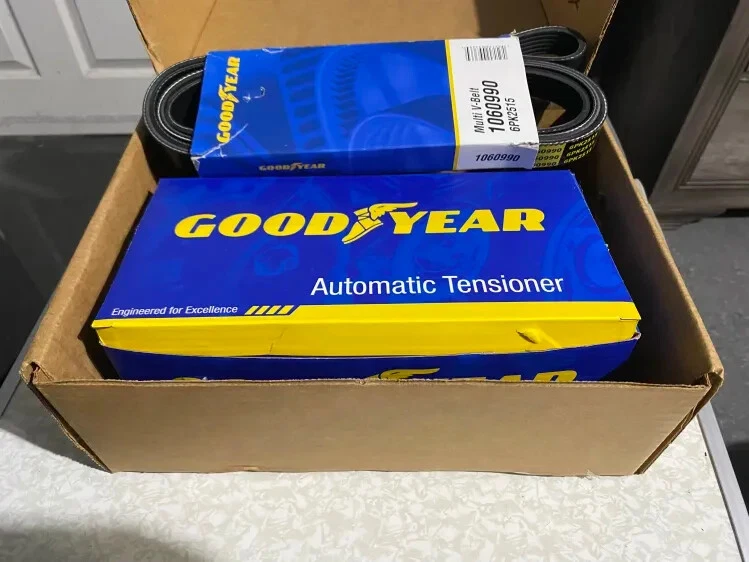 GOODYEAR
GOODYEAR
Multi V-Belt
1060990
6PK2515
1060990
GOODYEAR
Automatic Tensioner
Engineered for Excellence